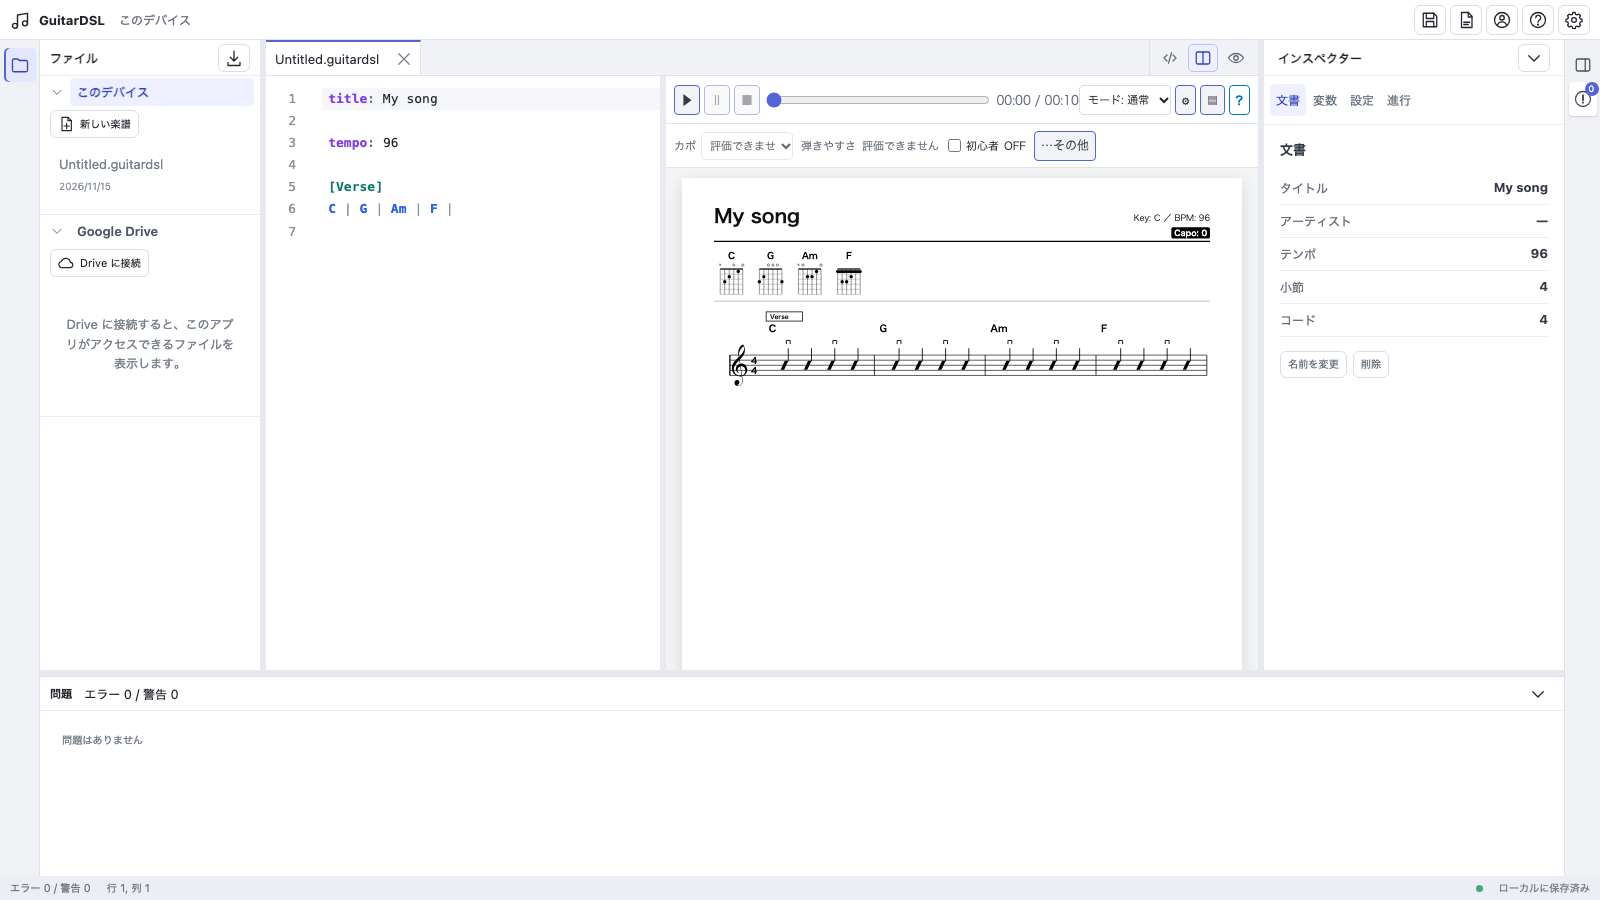 GuitarDSL このデバイス
ファイル
このデバイス
新しい楽譜
Untitled.guitardsl
2026/11/15
Google Drive
Drive に接続
Drive に接続すると、このアプ
リがアクセスできるファイルを
表示します。
Untitled.guitardsl
1 title: My song
2
3 tempo: 96
4
5 [Verse]
6 C | G | Am | F |
7
00:00 / 00:10 モード: 通常 ?
カポ 評価できませ 弾きやすさ 評価できません 初心者 OFF …その他
My song
Key: C / BPM: 96
Capo: 0
C G Am F
Verse
C G Am F
4
4
インスペクター
文書 変数 設定 進行
文書
タイトル My song
アーティスト —
テンポ 96
小節 4
コード 4
名前を変更 削除
0
問題 エラー 0 / 警告 0
問題はありません
エラー 0 / 警告 0 行 1, 列 1
ローカルに保存済み